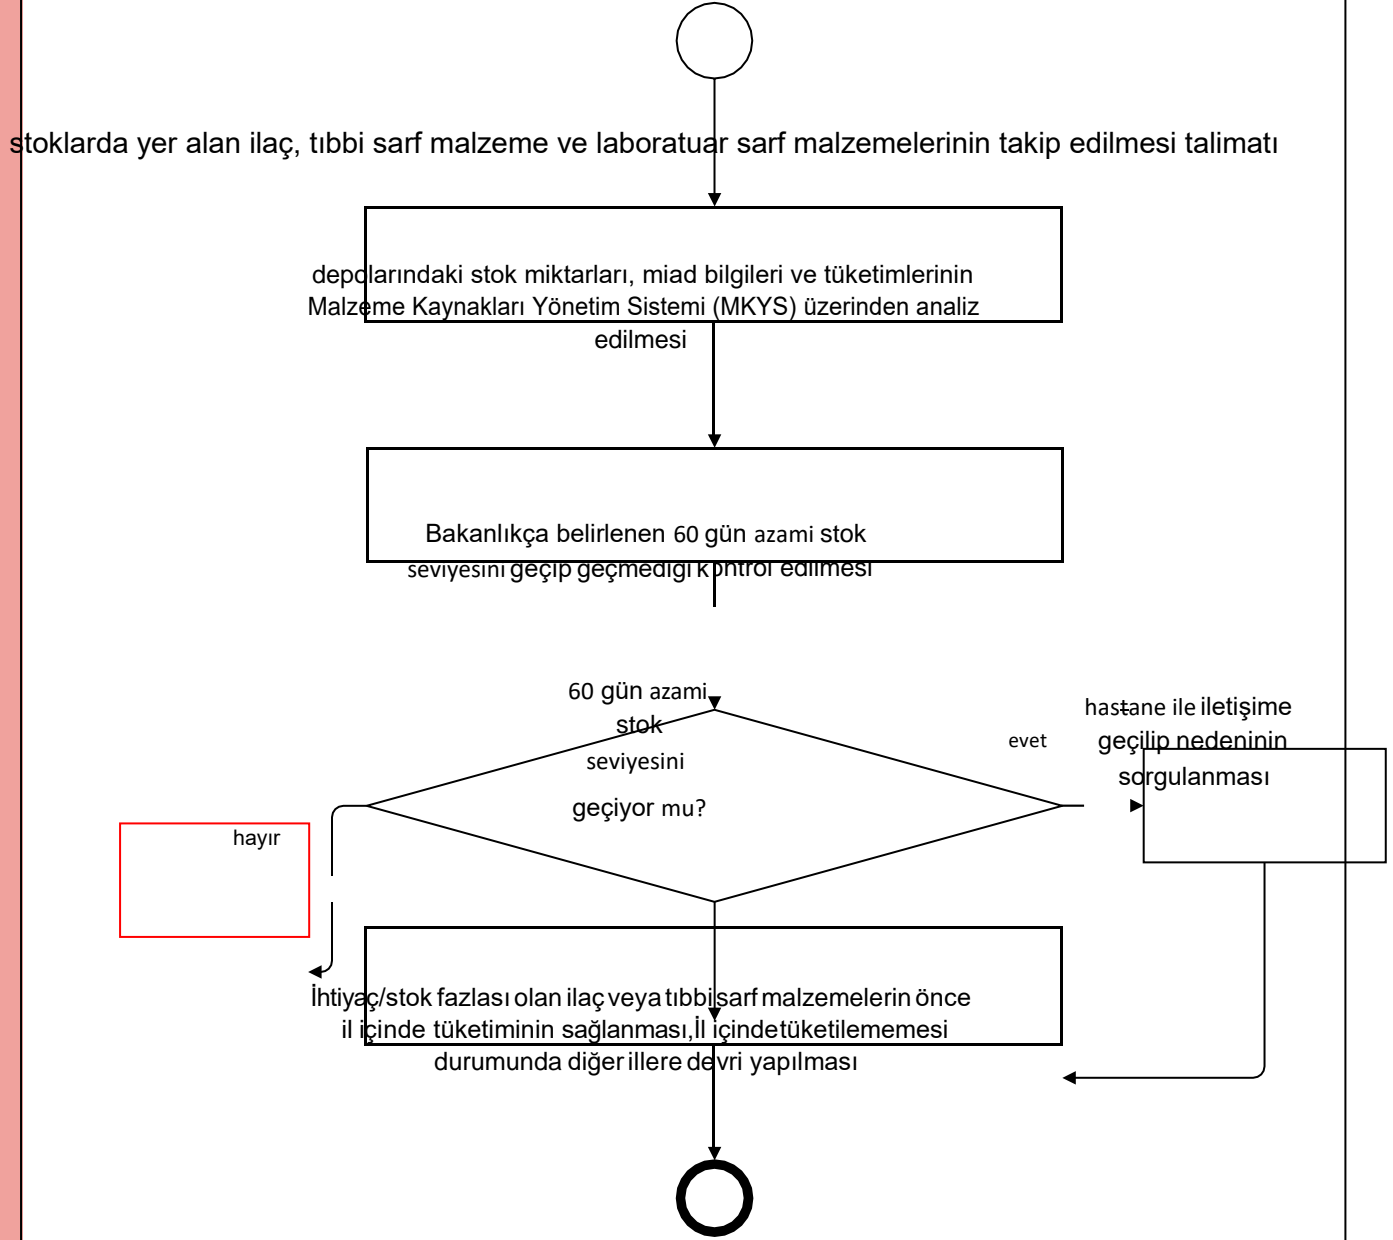 stoklarda yer alan ilaç, tıbbi sarf malzeme ve laboratuar sarf malzemelerinin takip edilmesi talimatı
depolarındaki stok miktarları, miad bilgileri ve tüketimlerinin
Malzeme Kaynakları Yönetim Sistemi (MKYS) üzerinden analiz
edilmesi
Bakanlıkça belirlenen 60 gün azami stok
seviyesini geçip geçmediği kontrol edilmesi
60 gün azami
stok
seviyesini
geçiyor mu?
evet
hastane ile iletişime
geçilip nedeninin
sorgulanması
hayır
İhtiyaç/stok fazlası olan ilaç veya tıbbi sarf malzemelerin önce
il içinde tüketiminin sağlanması,İl içinde tüketilememesi
durumunda diğer illere devri yapılması